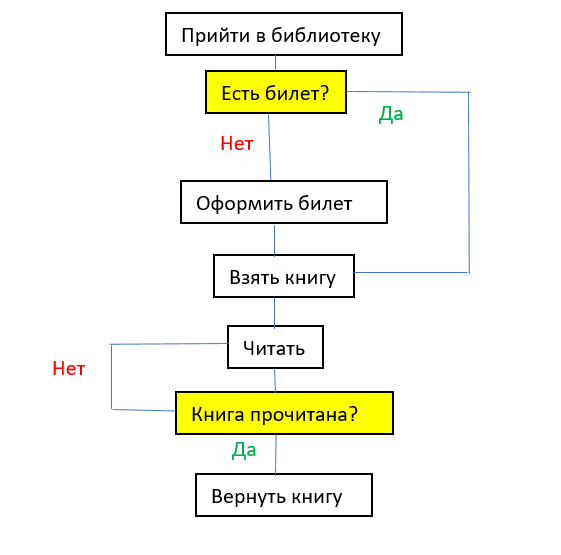 Прийти в библиотеку
Есть билет?
Да
Нет
Оформить билет
Взять книгу
Читать
Нет
Книга прочитана?
Да
Вернуть книгу